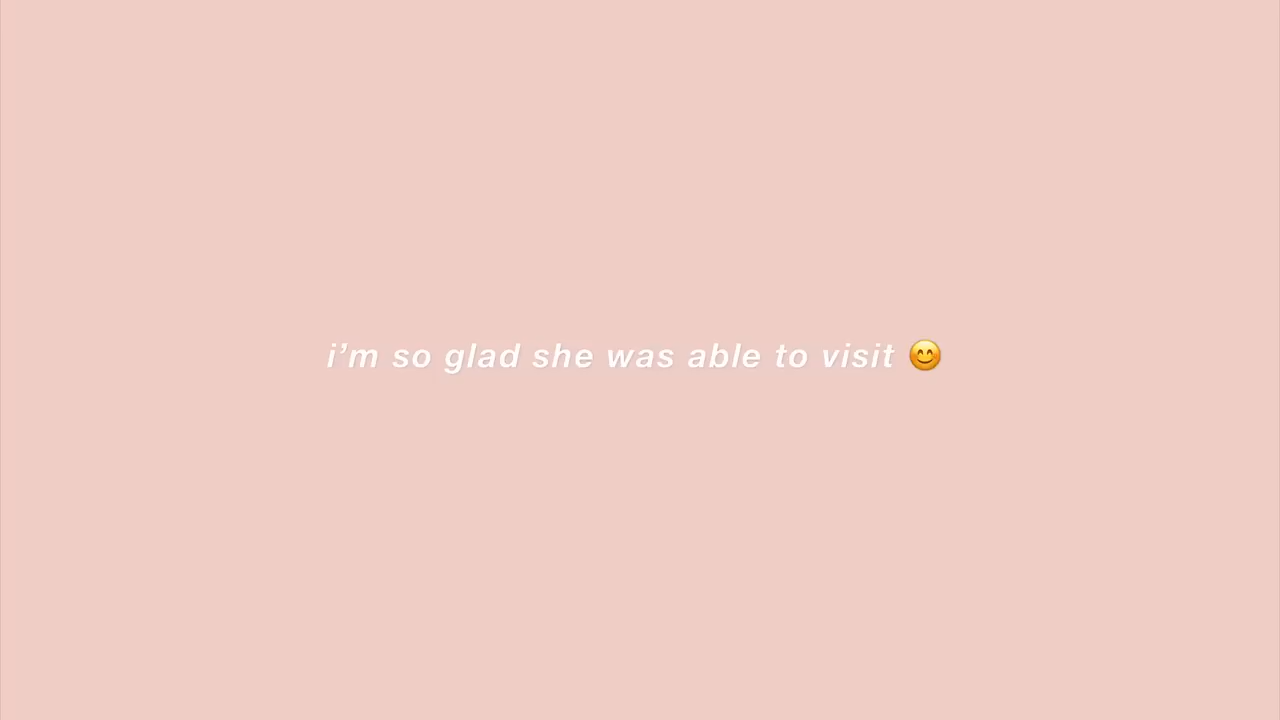 i’m so glad she was able to visit 😊